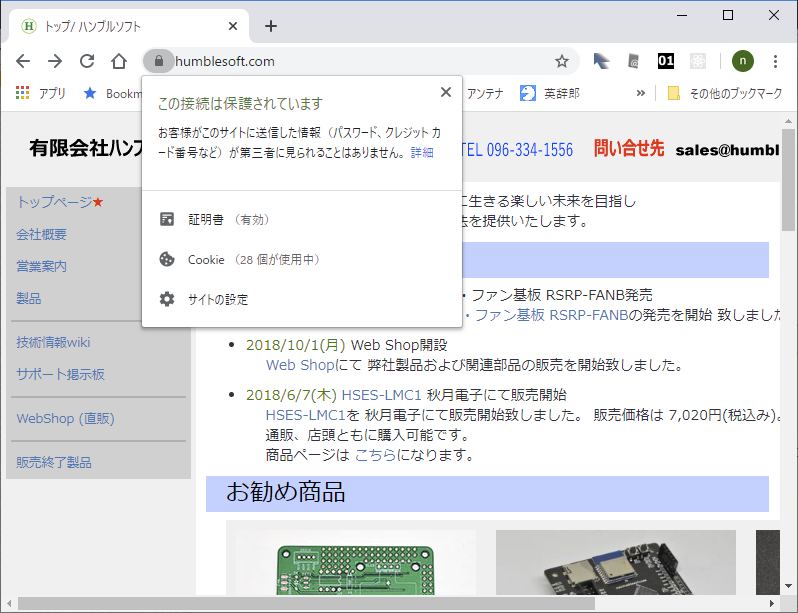 トップ/ ハンブルソフト
humblesoft.com
01
n
アプリ
Bookm
アンテナ
英辞郎
»
その他のブックマーク
この接続は保護されています
お客様がこのサイトに送信した情報（パスワード、クレジット カ
ード番号など）が第三者に見られることはありません。詳細
証明書 （有効）
Cookie （28 個が使用中）
サイトの設定
有限会社ハンブ
TEL 096-334-1556
問い合せ先
sales@humbl
トップページ★
会社概要
営業案内
製品
技術情報wiki
サポート掲示板
WebShop (直販)
販売終了製品
に生きる楽しい未来を目指し
法を提供いたします。
・ファン基板 RSRP-FANB発売
・ファン基板 RSRP-FANBの発売を開始 致しました
2018/10/1(月) Web Shop開設
Web Shopにて 弊社製品および関連部品の販売を開始致しました。
2018/6/7(木) HSES-LMC1 秋月電子にて販売開始
HSES-LMC1を 秋月電子にて販売開始致しました。 販売価格は 7,020円(税込み)。
通販、店頭ともに購入可能です。
商品ページは こちらになります。
お勧め商品